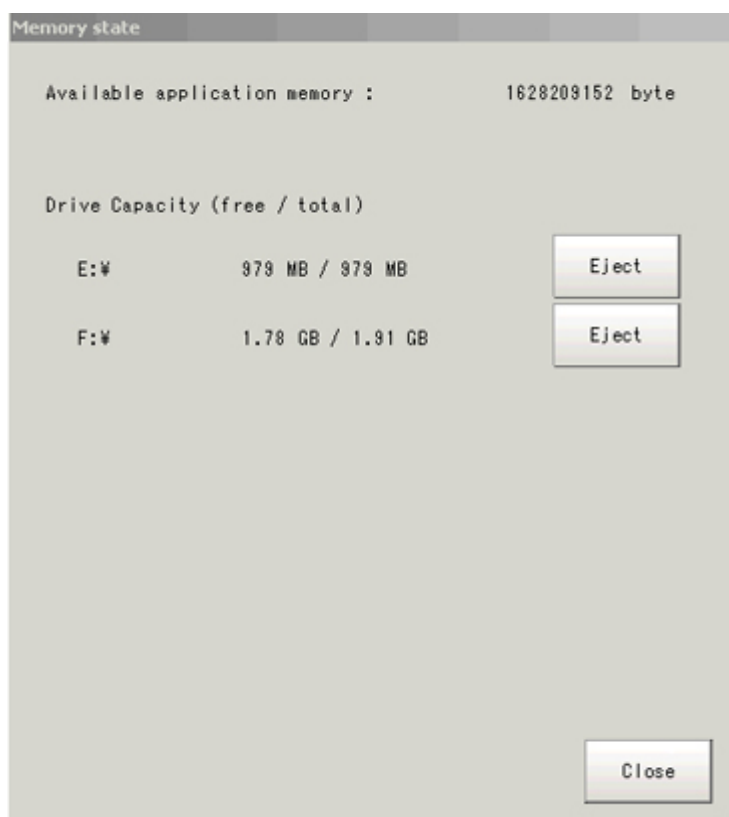 Memory state
Available application memory : 1628209152 byte
Drive Capacity (free / total)
E:¥ 979 MB / 979 MB Eject
F:¥ 1.78 GB / 1.91 GB Eject
Close